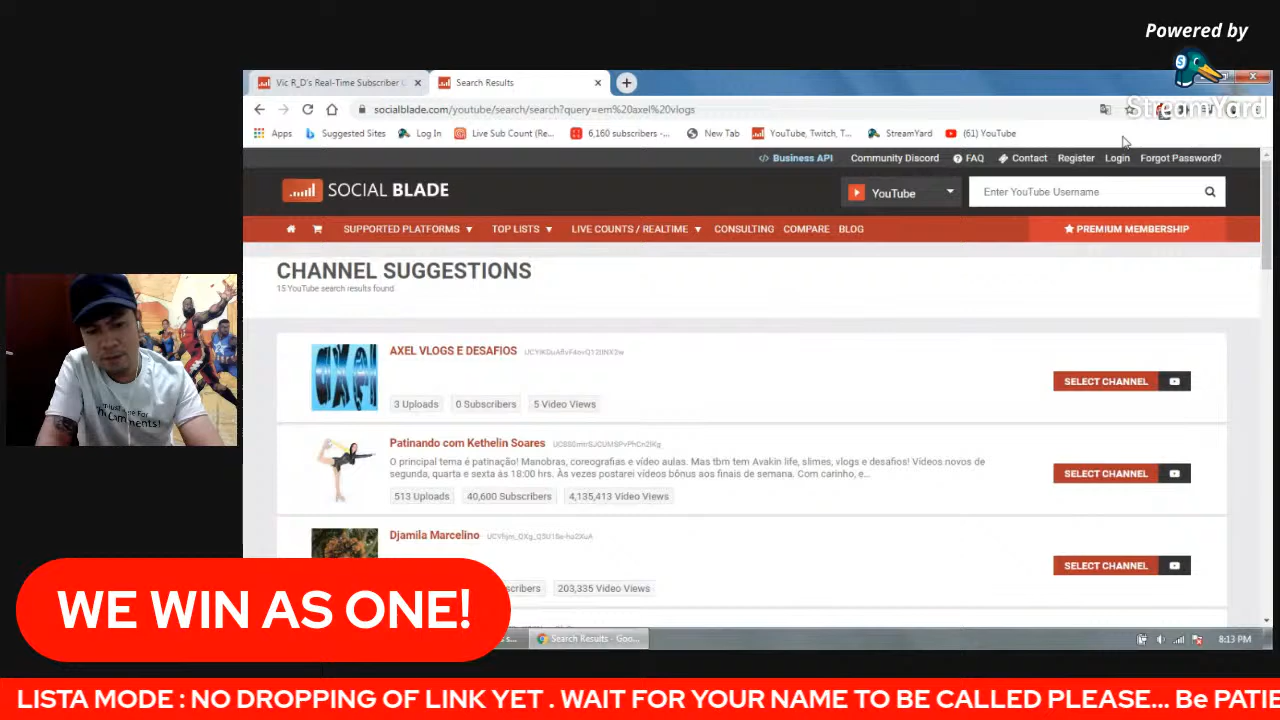 Powered by
StreamYard
Vic R_D's Real-Time Subscriber C
Search Results
socialblade.com/youtube/search/search?query=em%20axel%20vlogs
Apps
Suggested Sites
Log In
Live Sub Count (Re...
6,160 subscribers -...
New Tab
YouTube, Twitch, T...
StreamYard
(61) YouTube
Business API
Community Discord
FAQ
Contact
Register
Login
Forgot Password?
SOCIAL BLADE
YouTube
Enter YouTube Username
SUPPORTED PLATFORMS
TOP LISTS
LIVE COUNTS / REALTIME
CONSULTING
COMPARE
BLOG
PREMIUM MEMBERSHIP
CHANNEL SUGGESTIONS
15 YouTube search results found
AXEL VLOGS E DESAFIOS
3 Uploads
0 Subscribers
5 Video Views
SELECT CHANNEL
Patinando com Kethelin Soares
O principal tema é patinação! Manobras, coreografias e vídeo aulas. Mas tbm tem Avakin life, slimes, vlogs e desafios! Vídeos novos de
segunda, quarta e sexta às 18:00 hrs. Às vezes postarei vídeos bônus aos finais de semana. Com carinho, e...
513 Uploads
40,600 Subscribers
4,135,413 Video Views
SELECT CHANNEL
Djamila Marcelino
203,335 Video Views
SELECT CHANNEL
WE WIN AS ONE!
Search Results - Goo...
8:13 PM
LISTA MODE : NO DROPPING OF LINK YET . WAIT FOR YOUR NAME TO BE CALLED PLEASE... Be PATIE